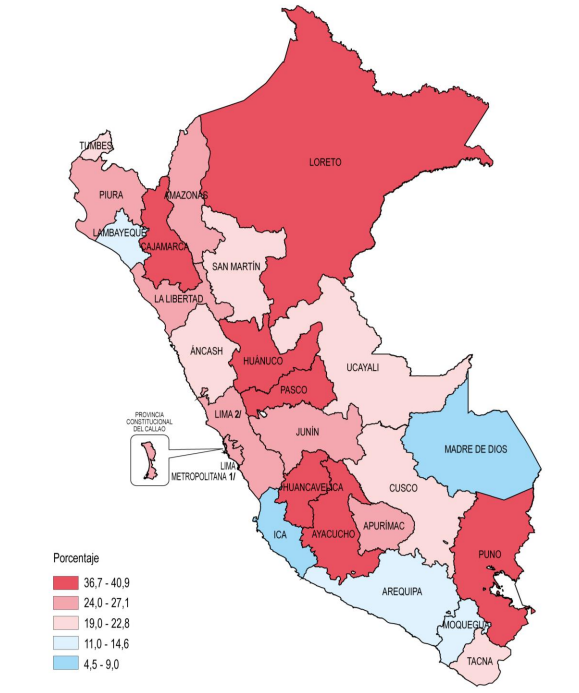 LORETO
TUMBES
PIURA
AMAZONAS
LAMBAYEQUE
CAJAMARCA
SAN MARTÍN
LA LIBERTAD
ÁNCASH
HUÁNUCO
UCAYALI
PASCO
PROVINCIA
CONSTITUCIONAL
DEL CALLAO
LIMA 2/
JUNÍN
MADRE DE DIOS
LIMA
METROPOLITANA 1/
HUANCAVELICA
CUSCO
ICA
AYACUCHO
APURÍMAC
PUNO
Porcentaje
36,7 - 40,9
24,0 - 27,1
19,0 - 22,8
11,0 - 14,6
4,5 - 9,0
AREQUIPA
MOQUEGUA
TACNA